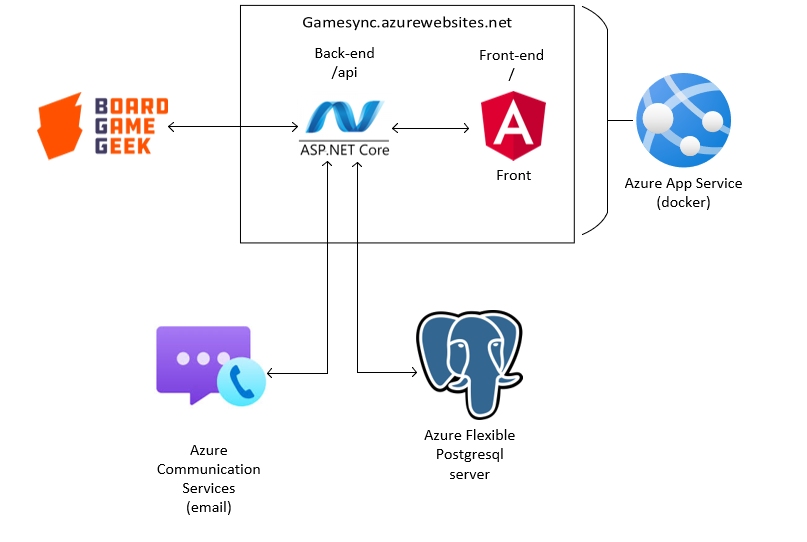 Gamesync.azurewebsites.net
Back-end
/api
Front-end
/
BOARD
GAME
GEEK
ASP.NET Core
A
Front
Azure App Service
(docker)
Azure
Communication
Services
(email)
Azure Flexible
Postgresql
server